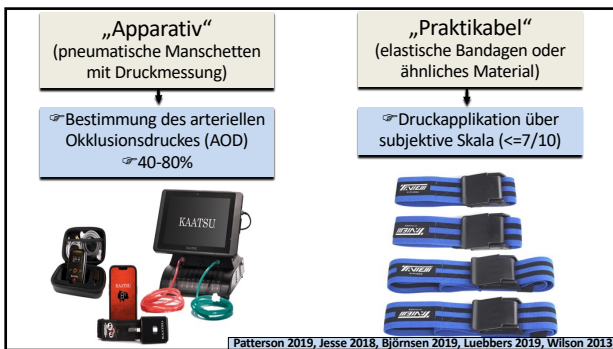 „Apparativ“
(pneumatische Manschetten
mit Druckmessung)
☞Bestimmung des arteriellen
Okklusionsdruckes (AOD)
☞40-80%
KAATSU
KAATSU
„Praktikabel“
(elastische Bandagen oder
ähnliches Material)
☞Druckapplikation über
subjektive Skala (<=7/10)
Patterson 2019, Jesse 2018, Björnsen 2019, Luebbers 2019, Wilson 2013